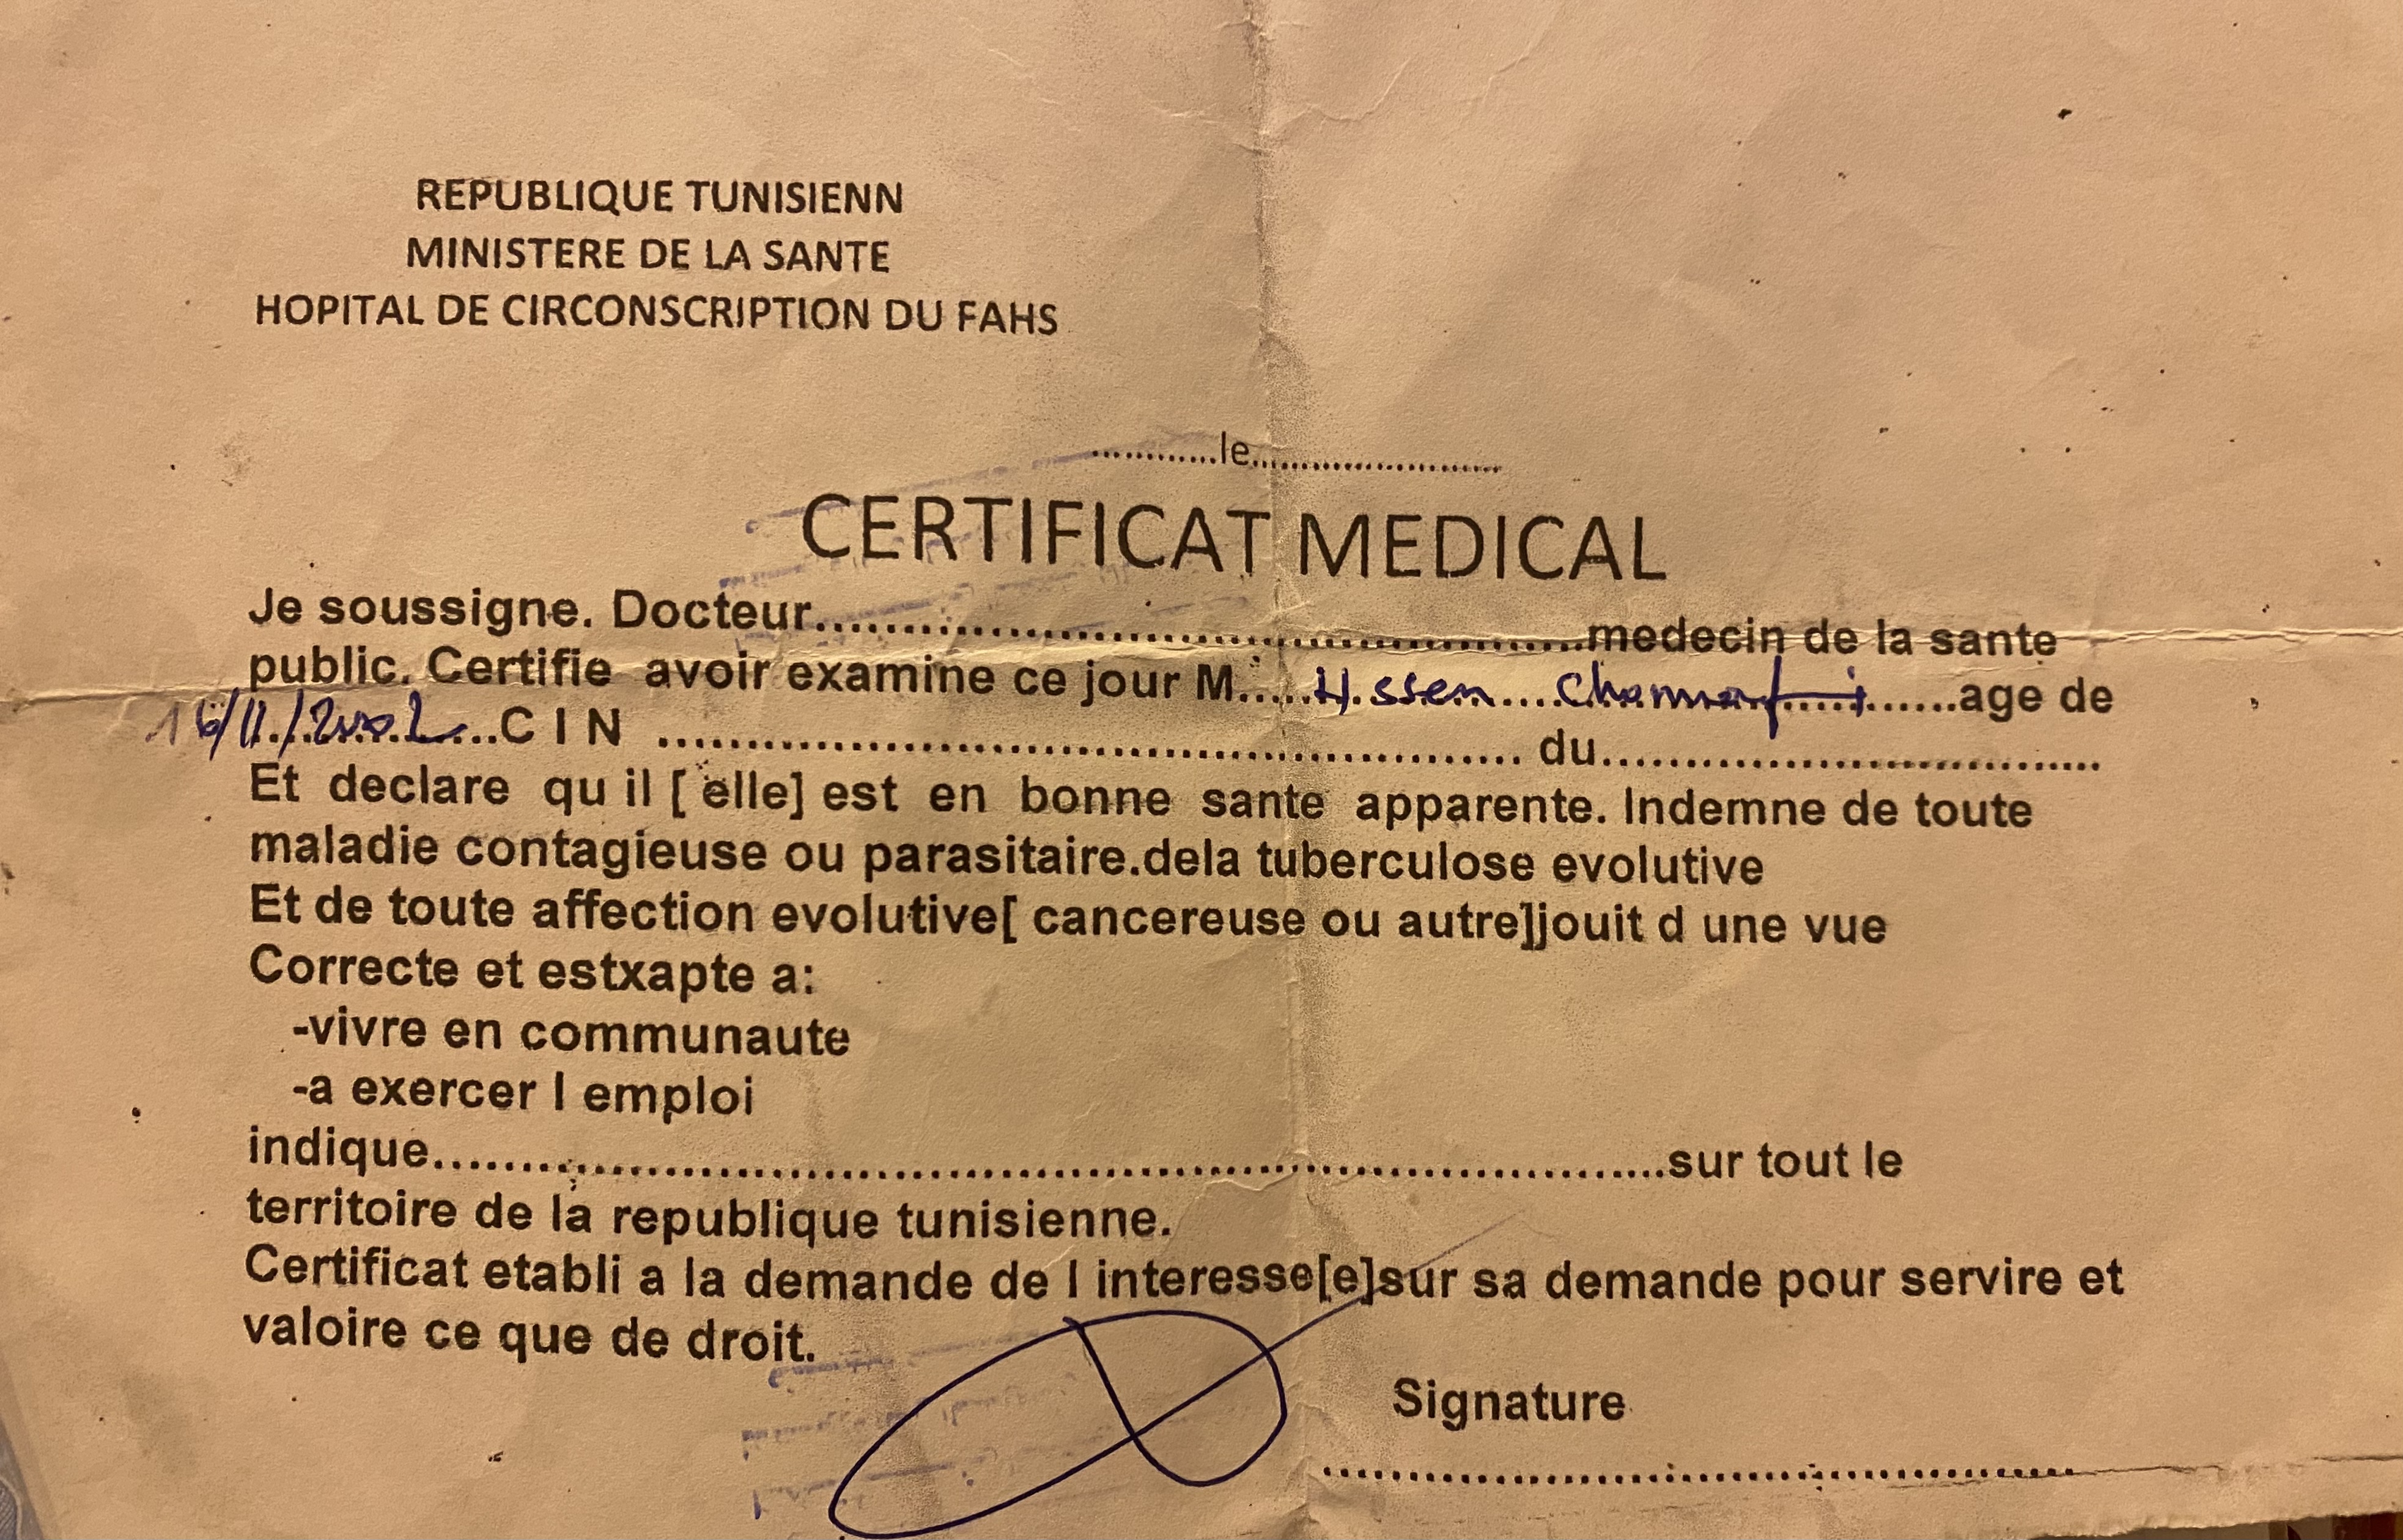 REPUBLIQUE TUNISIENN
MINISTERE DE LA SANTE
HOPITAL DE CIRCONSCRIPTION DU FAHS
............le........................
CERTIFICAT MEDICAL
Je soussigne. Docteur................................................................medecin de la sante
public. Certifie avoir examine ce jour M.....H.ssen....................age de
16/11/2002....C I N ........................................................................ du..........................................
Et declare qu il [ elle] est en bonne sante apparente. Indemne de toute
maladie contagieuse ou parasitaire.dela tuberculose evolutive
Et de toute affection evolutive[ cancereuse ou autre]jouit d une vue
Correcte et estxapte a:
-vivre en communaute
-a exercer l emploi
indique........................................................................................................sur tout le
territoire de la republique tunisienne.
Certificat etabli a la demande de l interesse[e]sur sa demande pour servire et
valoire ce que de droit.
Signature
...............................................................